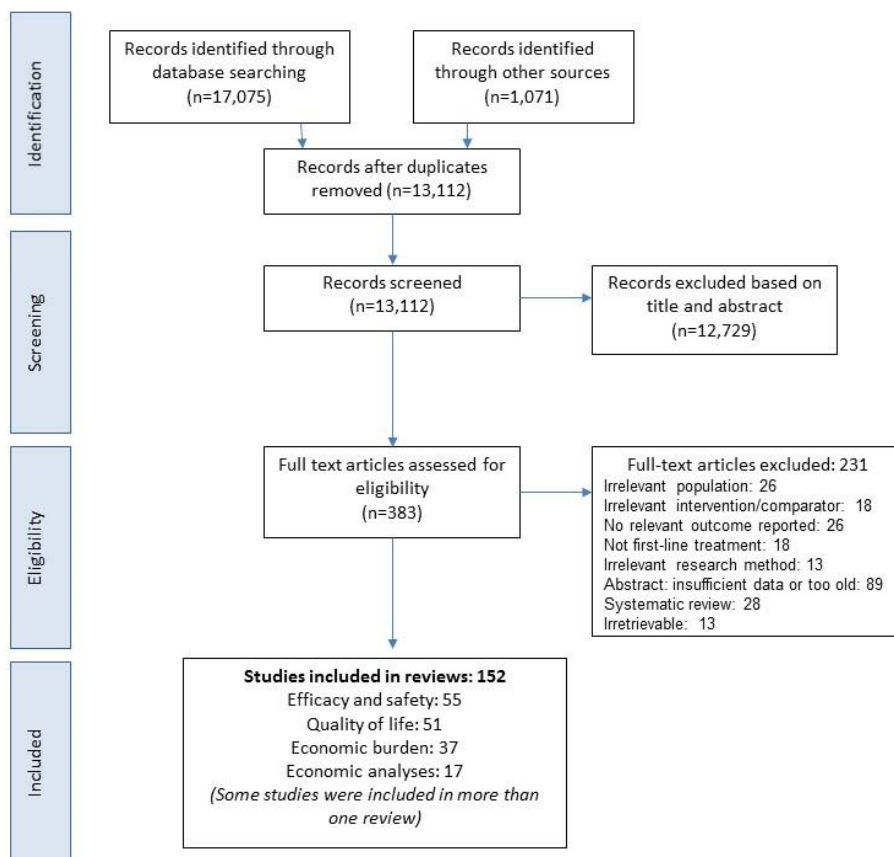 Identification
Records identified through
database searching
(n=17,075)
Records identified
through other sources
(n=1,071)
Records after duplicates
removed (n=13,112)
Screening
Records screened
(n=13,112)
Records excluded based on
title and abstract
(n=12,729)
Eligibility
Full text articles assessed for
eligibility
(n=383)
Full-text articles excluded: 231
Irrelevant population: 26
Irrelevant intervention/comparator: 18
No relevant outcome reported: 26
Not first-line treatment: 18
Irrelevant research method: 13
Abstract: insufficient data or too old: 89
Systematic review: 28
Irretrievable: 13
Included
Studies included in reviews: 152
Efficacy and safety: 55
Quality of life: 51
Economic burden: 37
Economic analyses: 17
(Some studies were included in more than
one review)